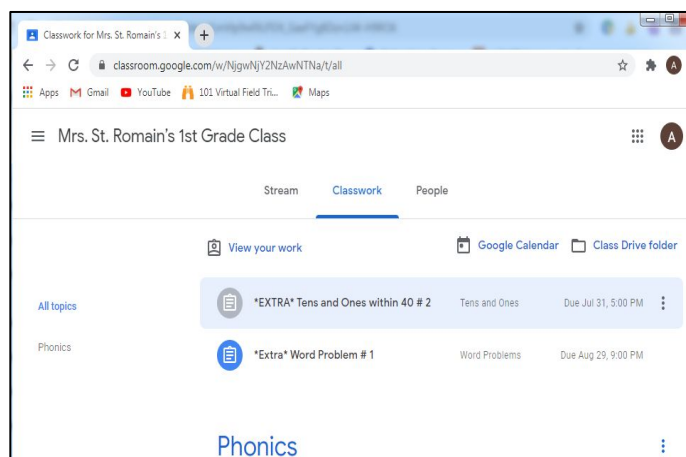 Classwork for Mrs. St. Romain's 1
classroom.google.com/w/NjgwNjY2NzAwNTNa/t/all
A
Apps Gmail YouTube 101 Virtual Field Tri... Maps
Mrs. St. Romain's 1st Grade Class
A
Stream Classwork People
View your work Google Calendar Class Drive folder
All topics
*EXTRA* Tens and Ones within 40 # 2 Tens and Ones Due Jul 31, 5:00 PM
Phonics
*Extra* Word Problem # 1 Word Problems Due Aug 29, 9:00 PM
Phonics